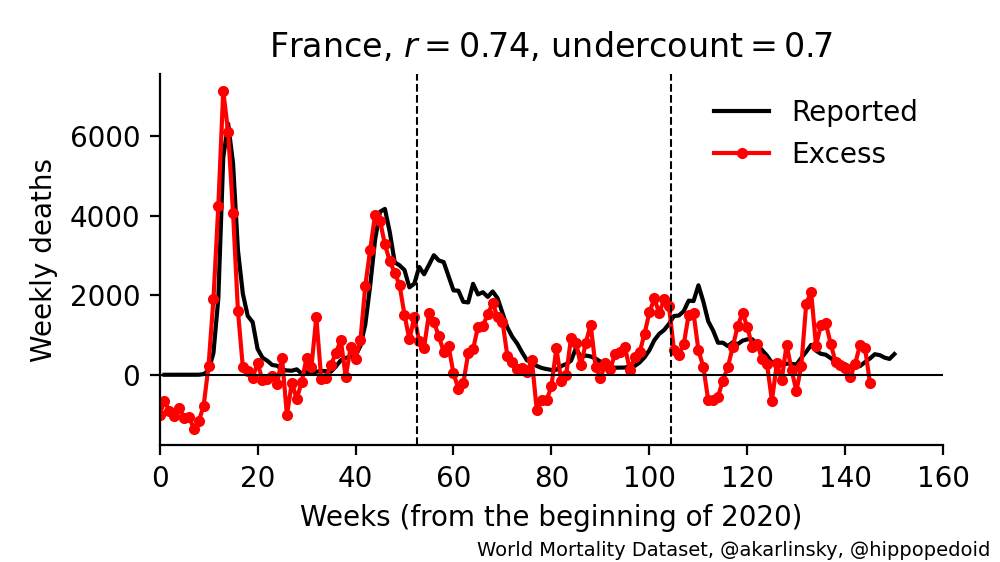 France, r = 0.74, undercount = 0.7
Weekly deaths
6000
4000
2000
0
Reported
Excess
0 20 40 60 80 100 120 140 160
Weeks (from the beginning of 2020)
World Mortality Dataset, @akarlinsky, @hippopedoid